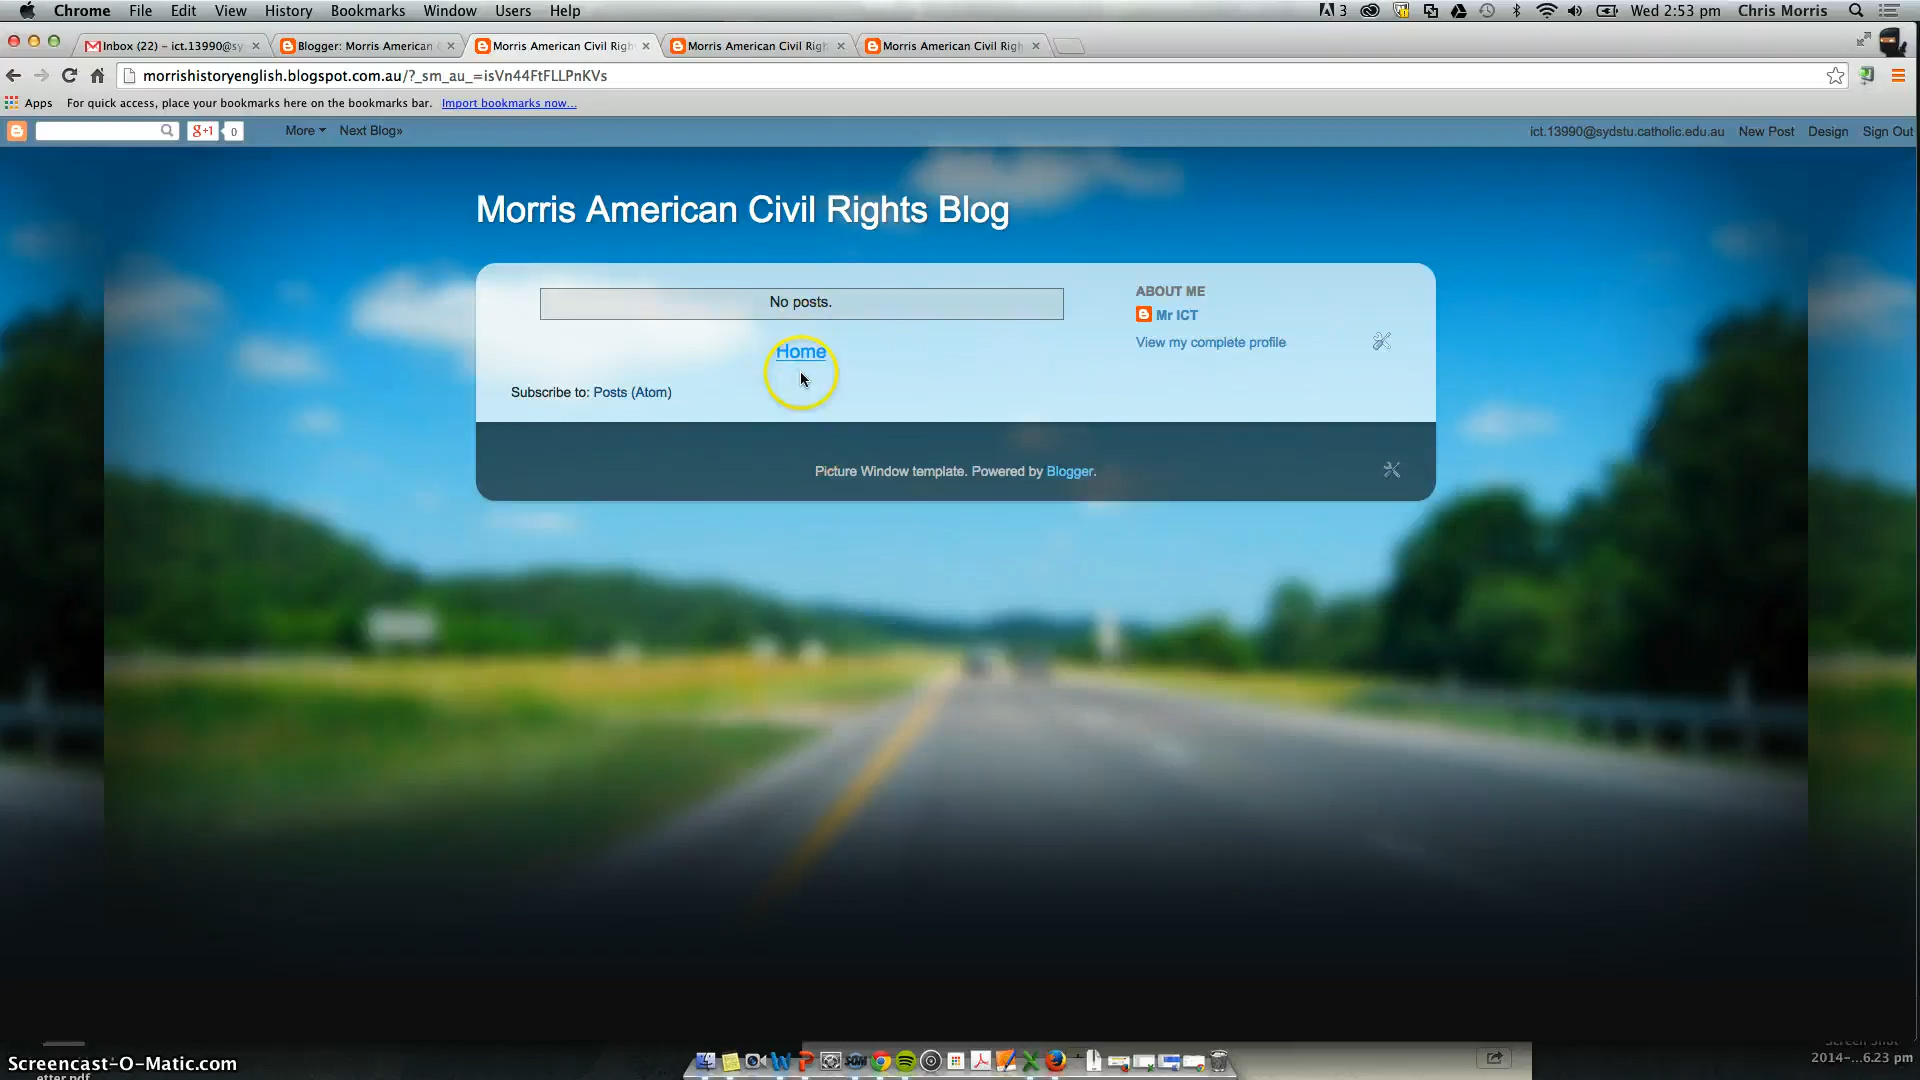 Chrome File Edit View History Bookmarks Window Users Help
3 Wed 2:53 pm Chris Morris
Inbox (22) – ict.13990@sy
Blogger: Morris American
Morris American Civil Righ
Morris American Civil Righ
Morris American Civil Righ
morrishistoryenglish.blogspot.com.au/?_sm_au_=isVn44FtFLLPnKVs
Apps For quick access, place your bookmarks here on the bookmarks bar. Import bookmarks now...
g+1 0 More Next Blog» ict.13990@sydstu.catholic.edu.au New Post Design Sign Out
Morris American Civil Rights Blog
No posts.
Home
Subscribe to: Posts (Atom)
ABOUT ME
Mr ICT
View my complete profile
Picture Window template. Powered by Blogger.
Screencast-O-Matic.com
2014-...6.23 pm
etter.pdf